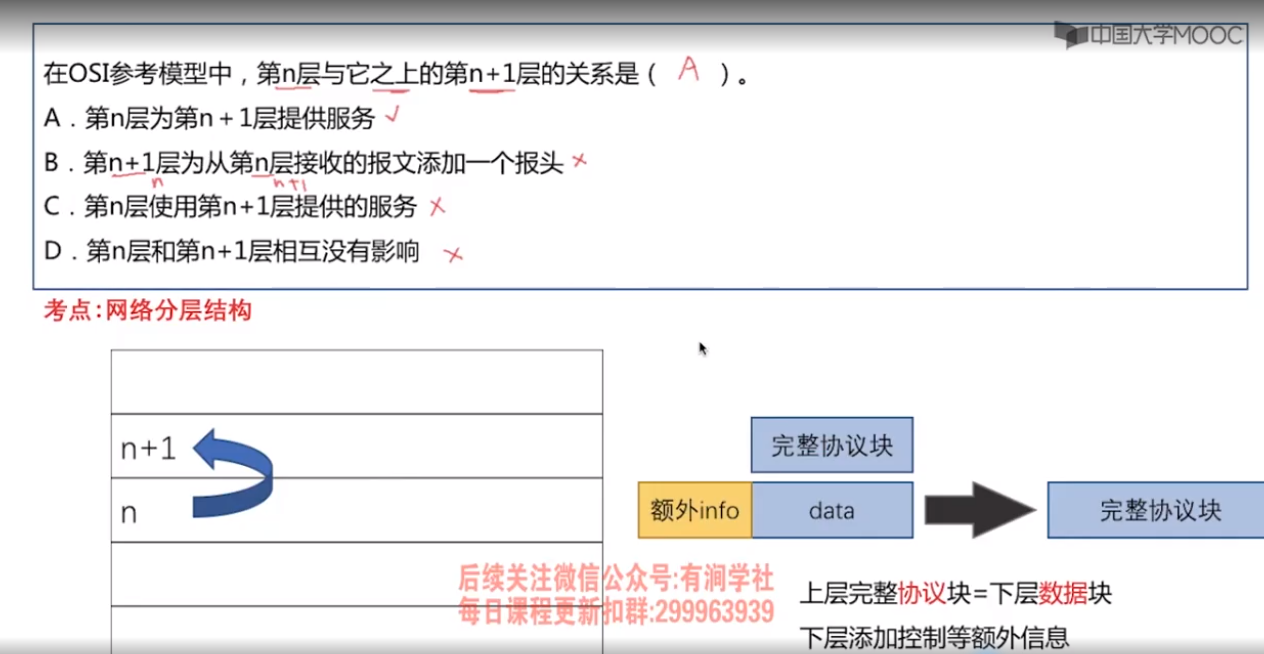 中国大学MOOC
在OSI参考模型中，第n层与它之上的第n+1层的关系是（ A ）。
A．第n层为第n＋1层提供服务 √
B．第n+1层为从第n层接收的报文添加一个报头 ×
n n+1
C．第n层使用第n+1层提供的服务 ×
D．第n层和第n+1层相互没有影响 ×
考点:网络分层结构
n+1
n
完整协议块
额外info
data
完整协议块
后续关注微信公众号:有涧学社
每日课程更新扣群:299963939
上层完整协议块=下层数据块
下层添加控制等额外信息